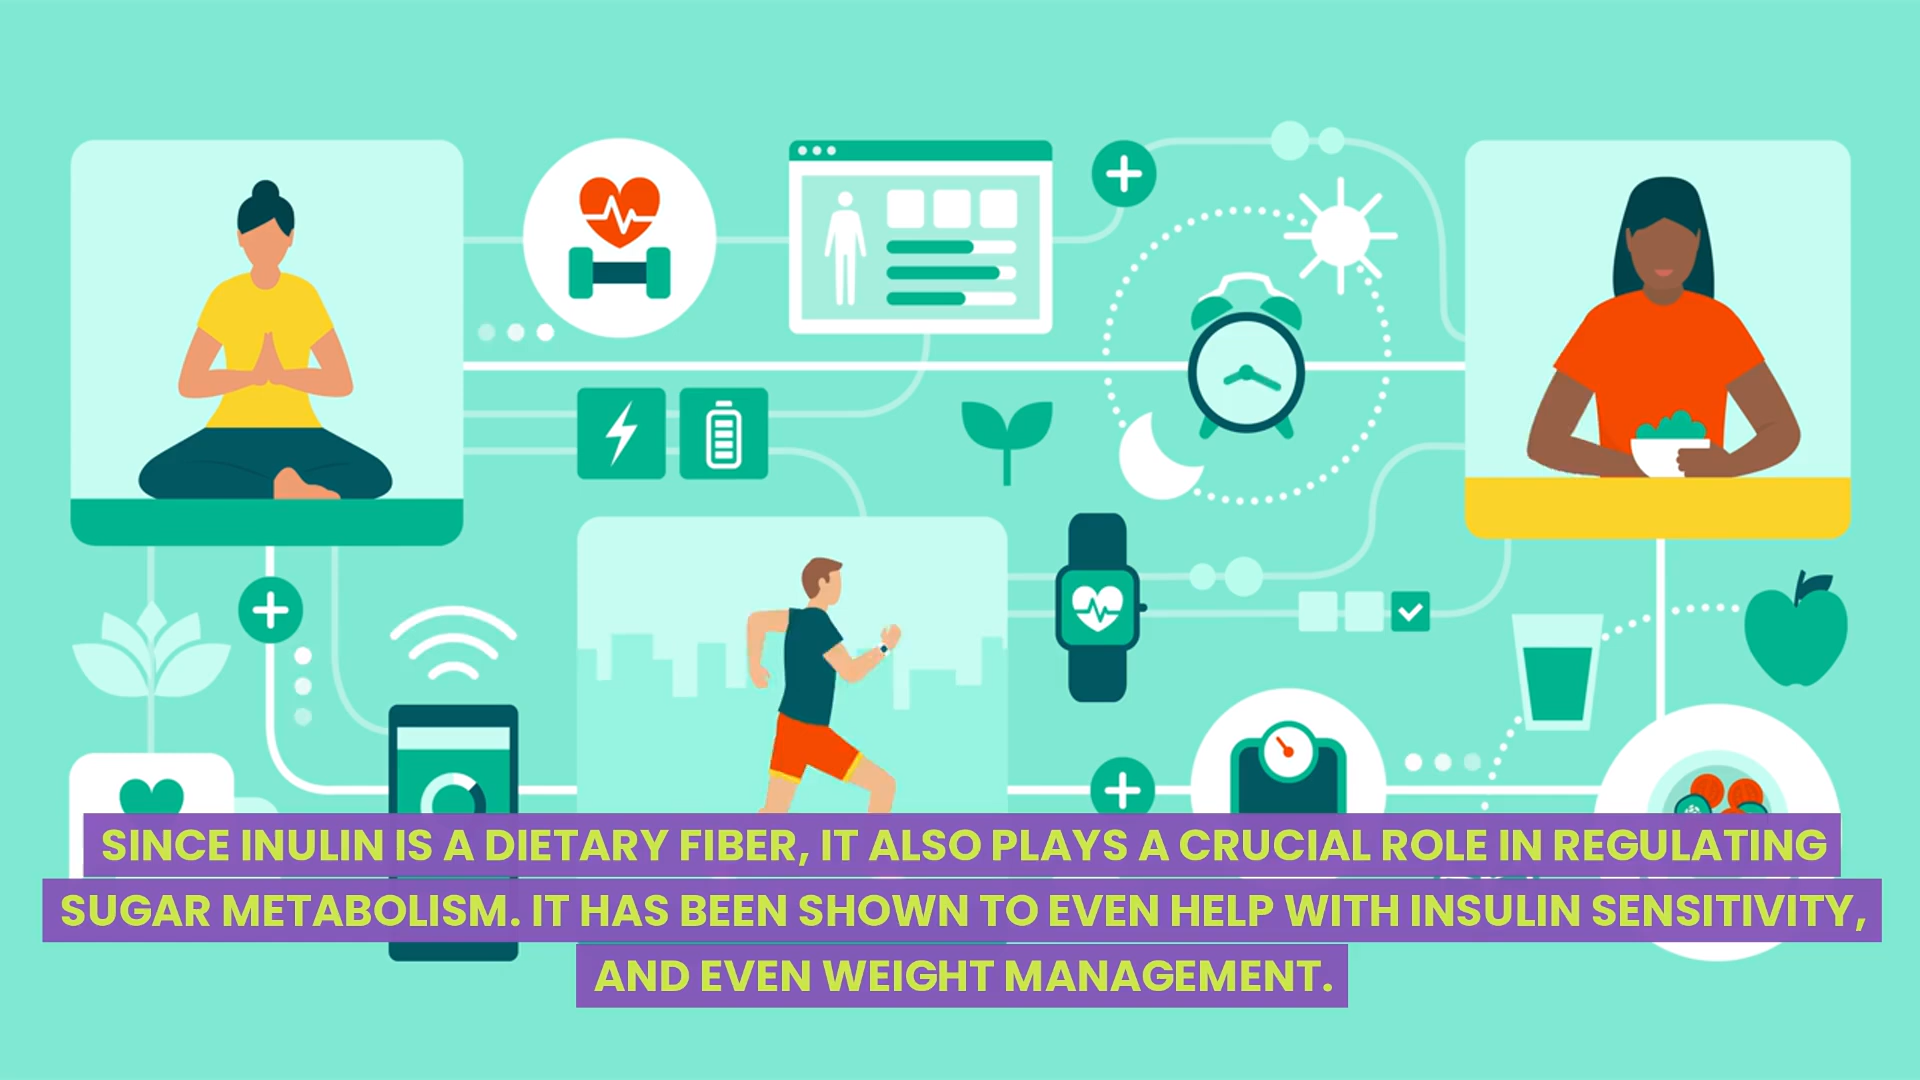 SINCE INULIN IS A DIETARY FIBER, IT ALSO PLAYS A CRUCIAL ROLE IN REGULATING
SUGAR METABOLISM. IT HAS BEEN SHOWN TO EVEN HELP WITH INSULIN SENSITIVITY,
AND EVEN WEIGHT MANAGEMENT.